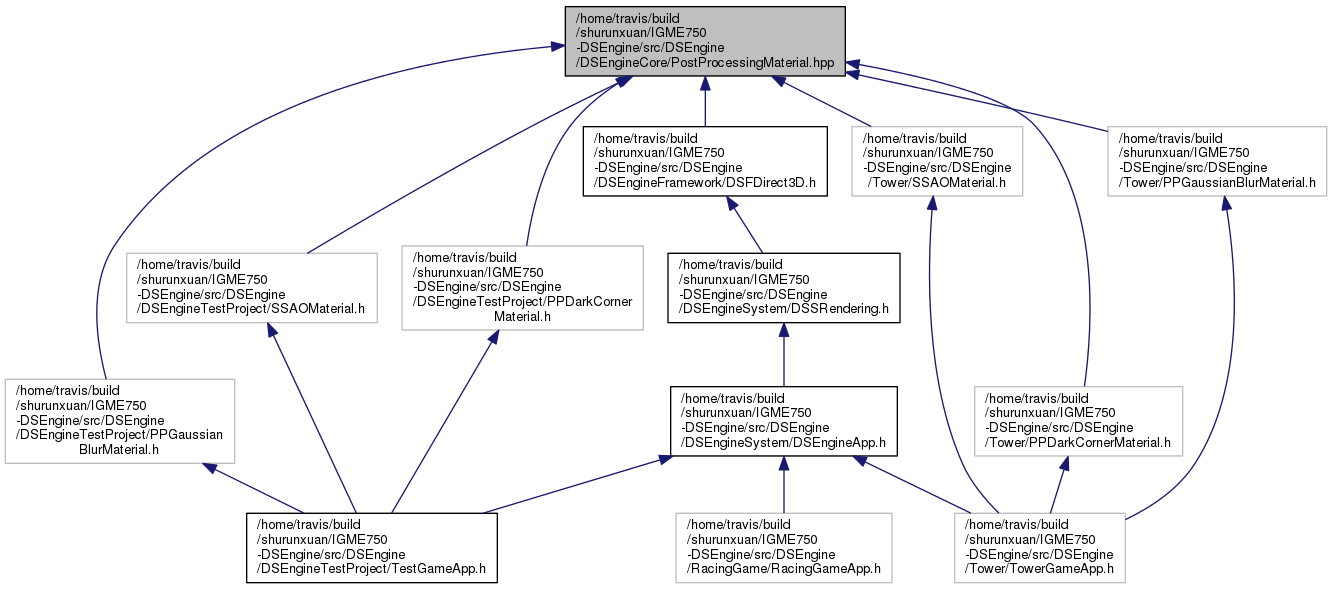 /home/travis/build
/shurunxuan/IGME750
-DSEngine/src/DSEngine
/DSEngineCore/PostProcessingMaterial.hpp
/home/travis/build
/shurunxuan/IGME750
-DSEngine/src/DSEngine
/DSEngineFramework/DSFDirect3D.h
/home/travis/build
/shurunxuan/IGME750
-DSEngine/src/DSEngine
/Tower/SSAOMaterial.h
/home/travis/build
/shurunxuan/IGME750
-DSEngine/src/DSEngine
/Tower/PPGaussianBlurMaterial.h
/home/travis/build
/shurunxuan/IGME750
-DSEngine/src/DSEngine
/DSEngineTestProject/SSAOMaterial.h
/home/travis/build
/shurunxuan/IGME750
-DSEngine/src/DSEngine
/DSEngineTestProject/PPDarkCorner
Material.h
/home/travis/build
/shurunxuan/IGME750
-DSEngine/src/DSEngine
/DSEngineSystem/DSSRendering.h
/home/travis/build
/shurunxuan/IGME750
-DSEngine/src/DSEngine
/DSEngineTestProject/PPGaussian
BlurMaterial.h
/home/travis/build
/shurunxuan/IGME750
-DSEngine/src/DSEngine
/DSEngineSystem/DSEngineApp.h
/home/travis/build
/shurunxuan/IGME750
-DSEngine/src/DSEngine
/Tower/PPDarkCornerMaterial.h
/home/travis/build
/shurunxuan/IGME750
-DSEngine/src/DSEngine
/DSEngineTestProject/TestGameApp.h
/home/travis/build
/shurunxuan/IGME750
-DSEngine/src/DSEngine
/RacingGame/RacingGameApp.h
/home/travis/build
/shurunxuan/IGME750
-DSEngine/src/DSEngine
/Tower/TowerGameApp.h